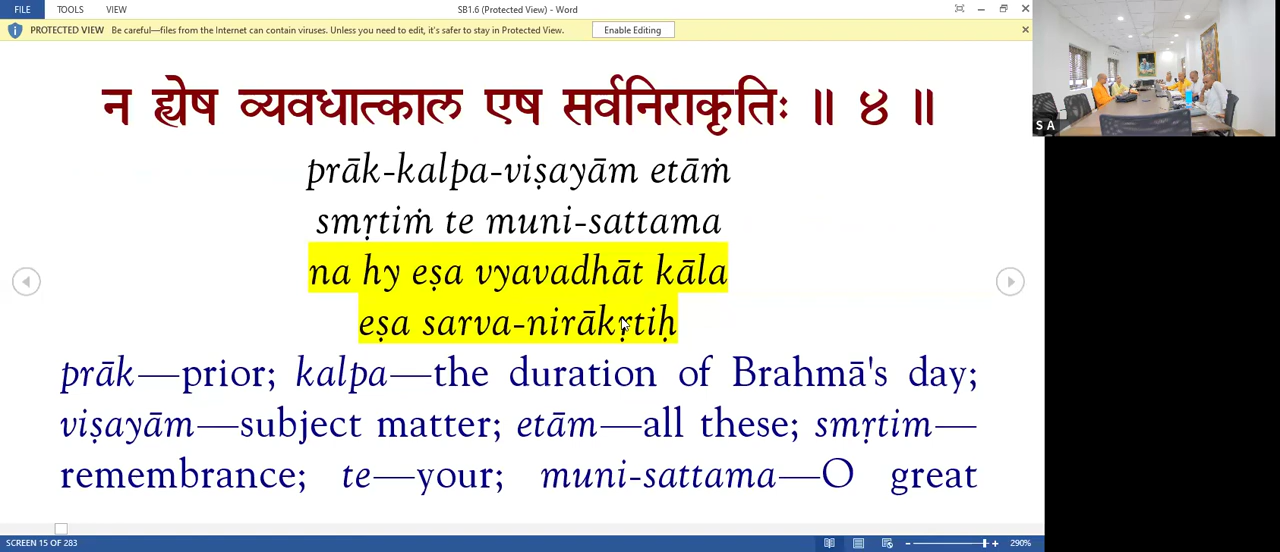 FILE TOOLS VIEW SB1.6 (Protected View) - Word
PROTECTED VIEW Be careful—files from the Internet can contain viruses. Unless you need to edit, it's safer to stay in Protected View. Enable Editing
न ह्येष व्यवधात्काल एष सर्वनिराकृतिः ॥ ४ ॥
prāk-kalpa-viṣayām etāṁ
smṛtiṁ te muni-sattama
na hy eṣa vyavadhāt kāla
eṣa sarva-nirākṛtiḥ
prāk—prior; kalpa—the duration of Brahmā's day;
viṣayām—subject matter; etām—all these; smṛtim—
remembrance; te—your; muni-sattama—O great
S A
SCREEN 15 OF 283 290%